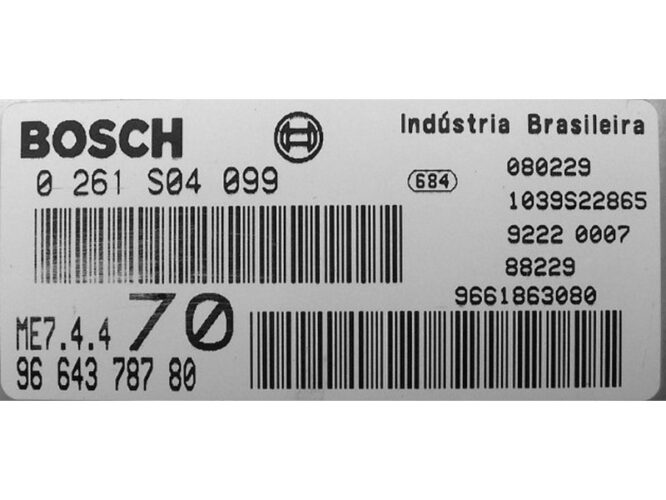 BOSCH
Indústria Brasileira
0 261 S04 099
684
080229
1039S22865
9222 0007
88229
9661863080
ME7.4.4
70
96 643 787 80